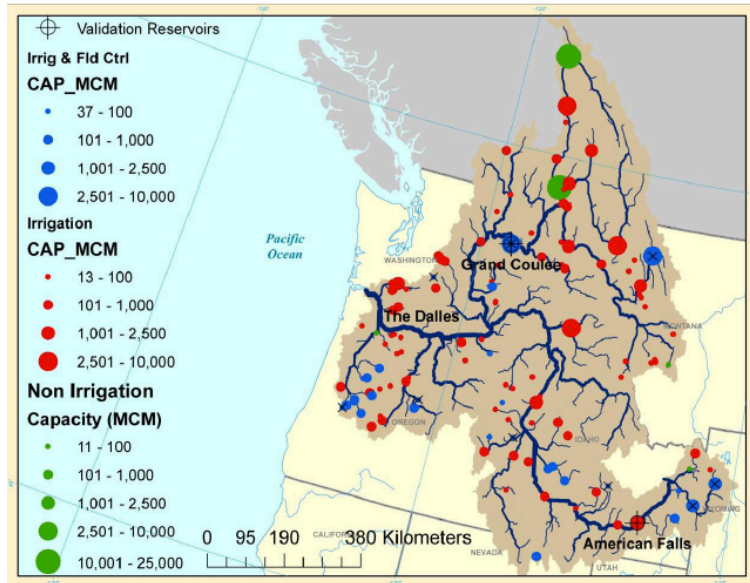 Validation Reservoirs
Irrig & Fld Ctrl
CAP_MCM
37 - 100
101 - 1,000
1,001 - 2,500
2,501 - 10,000
Irrigation
CAP_MCM
13 - 100
101 - 1,000
1,001 - 2,500
2,501 - 10,000
Non Irrigation
Capacity (MCM)
11 - 100
101 - 1,000
1,001 - 2,500
2,501 - 10,000
10,001 - 25,000
Pacific
Ocean
WASHINGTON
Grand Coulee
The Dalles
MONTANA
OREGON
IDAHO
WYOMING
American Falls
CALIFO
NEVADA
UTAH
0 95 190 380 Kilometers